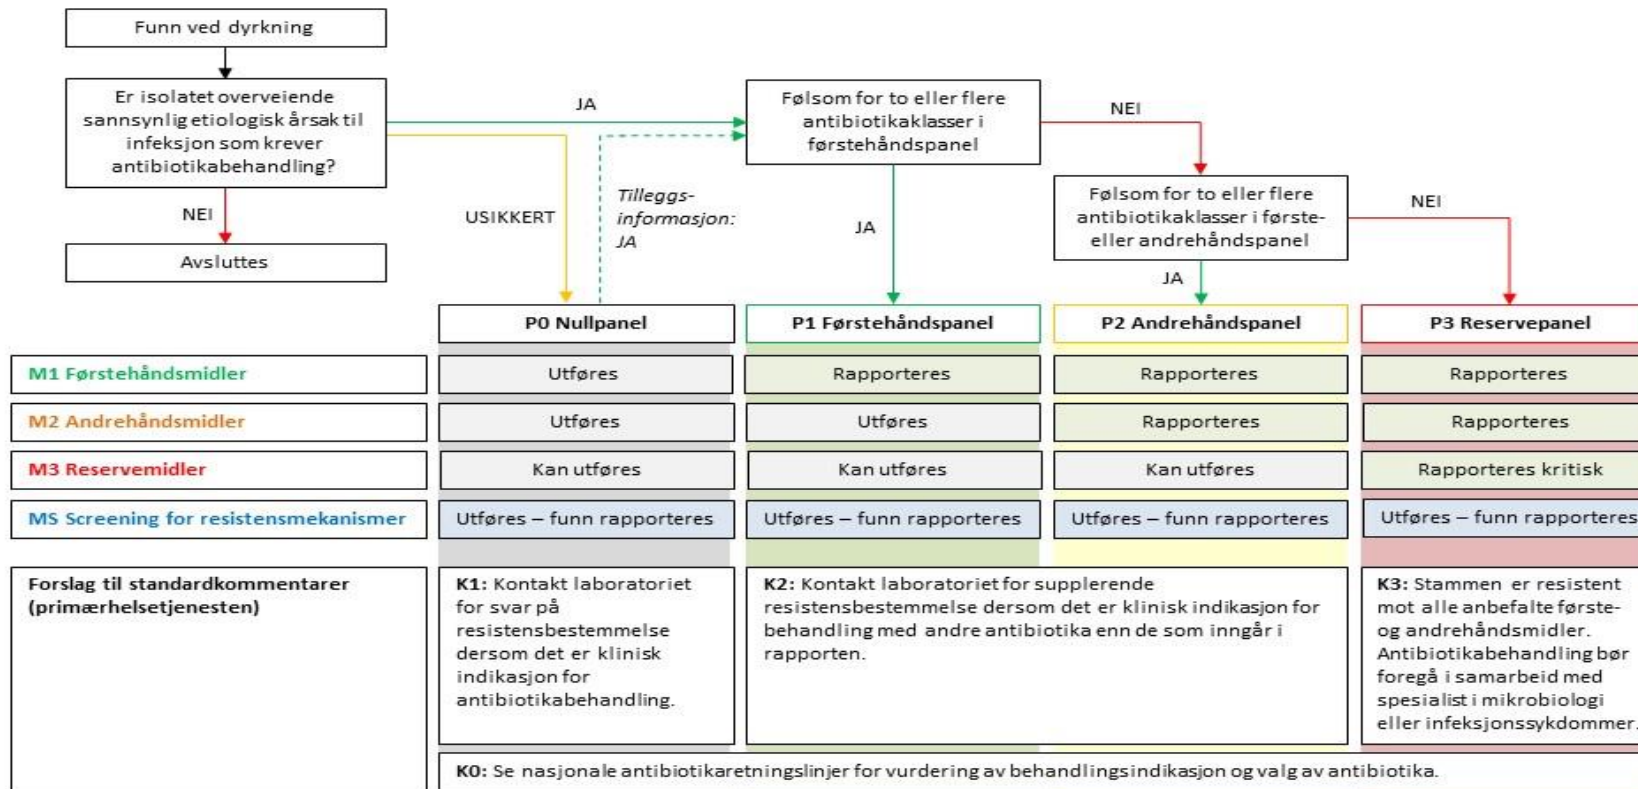 Funn ved dyrkning
Er isolatet overveiende
sannsynlig etiologisk årsak til
infeksjon som krever
antibiotikabehandling?
JA
Følsom for to eller flere
antibiotikaklasser i
førstehåndspanel
NEI
NEI
USIKKERT
Tilleggs-
informasjon:
JA
JA
Følsom for to eller flere
antibiotikaklasser i første-
eller andrehåndspanel
NEI
Avsluttes
JA
P0 Nullpanel
P1 Førstehåndspanel
P2 Andrehåndspanel
P3 Reservepanel
M1 Førstehåndsmidler
Utføres
Rapporteres
Rapporteres
Rapporteres
M2 Andrehåndsmidler
Utføres
Utføres
Rapporteres
Rapporteres
M3 Reservemidler
Kan utføres
Kan utføres
Kan utføres
Rapporteres kritisk
MS Screening for resistensmekanismer
Utføres – funn rapporteres
Utføres – funn rapporteres
Utføres – funn rapporteres
Utføres – funn rapporteres
Forslag til standardkommentarer
(primærhelsetjenesten)
K1: Kontakt laboratoriet
for svar på
resistensbestemmelse
dersom det er klinisk
indikasjon for
antibiotikabehandling.
K2: Kontakt laboratoriet for supplerende
resistensbestemmelse dersom det er klinisk indikasjon for
behandling med andre antibiotika enn de som inngår i
rapporten.
K3: Stammen er resistent
mot alle anbefalte første-
og andrehåndsmidler.
Antibiotikabehandling bør
foregå i samarbeid med
spesialist i mikrobiologi
eller infeksjonssykdommer.
K0: Se nasjonale antibiotikaretningslinjer for vurdering av behandlingsindikasjon og valg av antibiotika.